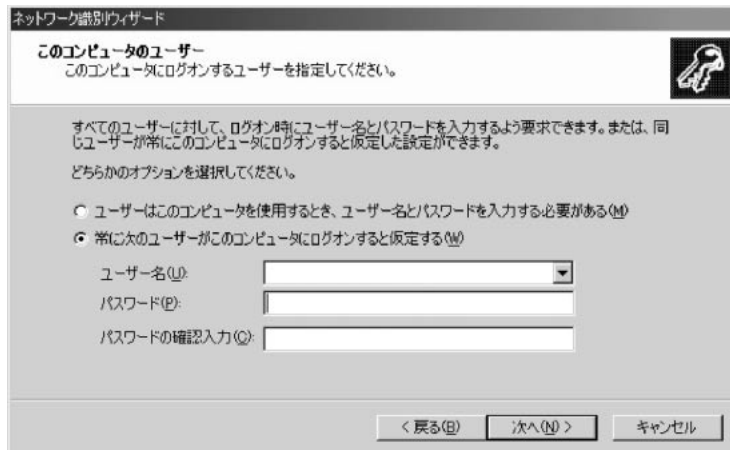 ネットワーク識別ウィザード
このコンピュータのユーザー
このコンピュータにログオンするユーザーを指定してください。
すべてのユーザーに対して、ログオン時にユーザー名とパスワードを入力するよう要求できます。または、同
じユーザーが常にこのコンピュータにログオンすると仮定した設定ができます。
どちらかのオプションを選択してください。
ユーザーはこのコンピュータを使用するとき、ユーザー名とパスワードを入力する必要がある(M)
常に次のユーザーがこのコンピュータにログオンすると仮定する(W)
ユーザー名(U):
パスワード(P):
パスワードの確認入力(C):
< 戻る(B) 次へ(N) > キャンセル